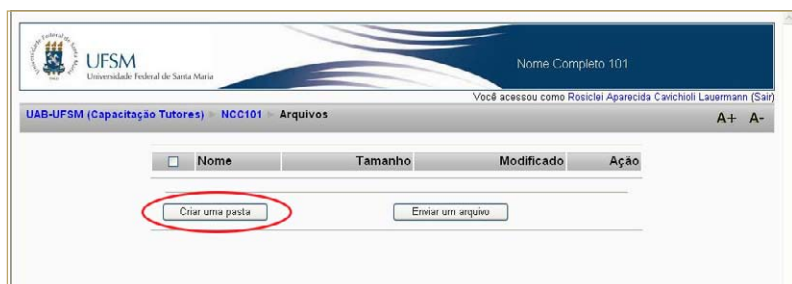 UFSM
Universidade Federal de Santa Maria
Nome Completo 101
Você acessou como Rosiclei Aparecida Cavichioli Lauermann (Sair)
UAB-UFSM (Capacitação Tutores) ► NCC101 ► Arquivos
A+ A-
Nome Tamanho Modificado Ação
Criar uma pasta Enviar um arquivo